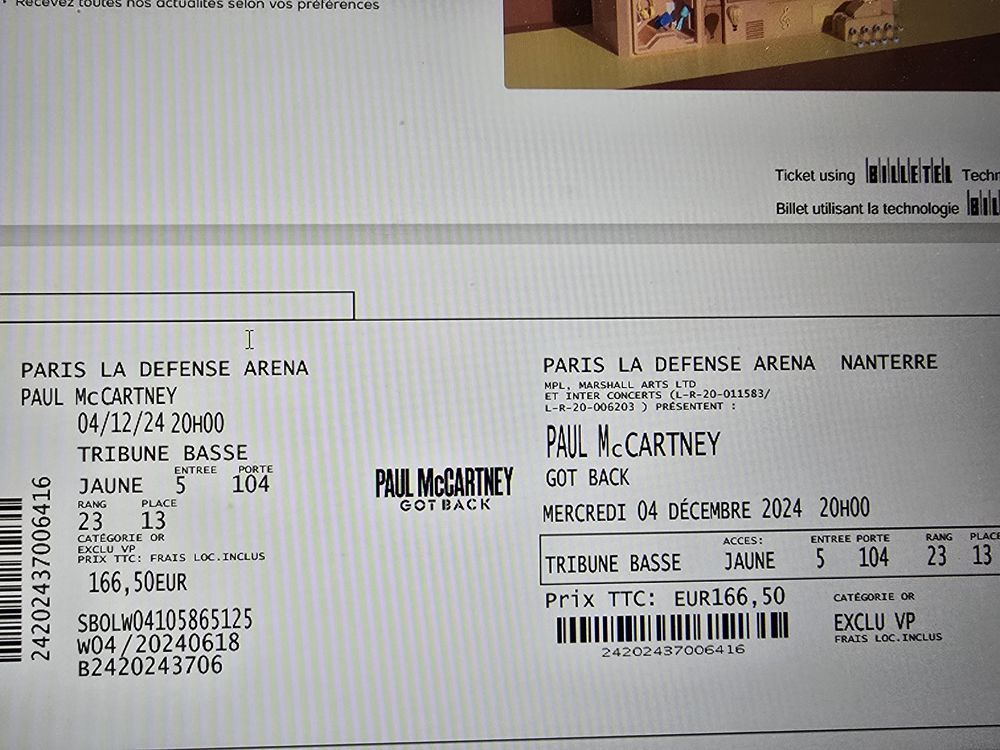 Recevez toutes nos actualités selon vos préférences
Ticket using BILLETEL
Billet utilisant la technologie
PARIS LA DEFENSE ARENA
PAUL McCARTNEY
04/12/24 20H00
TRIBUNE BASSE
ENTREE PORTE
JAUNE 5 104
RANG PLACE
23 13
CATÉGORIE OR
EXCLU VP
PRIX TTC: FRAIS LOC.INCLUS
166,50EUR
SBOLW04105865125
W04/20240618
B2420243706
24202437006416
PAUL McCARTNEY
GOT BACK
PARIS LA DEFENSE ARENA NANTERRE
MPL, MARSHALL ARTS LTD
ET INTER CONCERTS (L-R-20-011583/
L-R-20-006203 ) PRÉSENTENT :
PAUL McCARTNEY
GOT BACK
MERCREDI 04 DÉCEMBRE 2024 20H00
ACCES: ENTREE PORTE RANG PLACE
TRIBUNE BASSE JAUNE 5 104 23 13
Prix TTC: EUR166,50
CATÉGORIE OR
EXCLU VP
FRAIS LOC.INCLUS
24202437006416